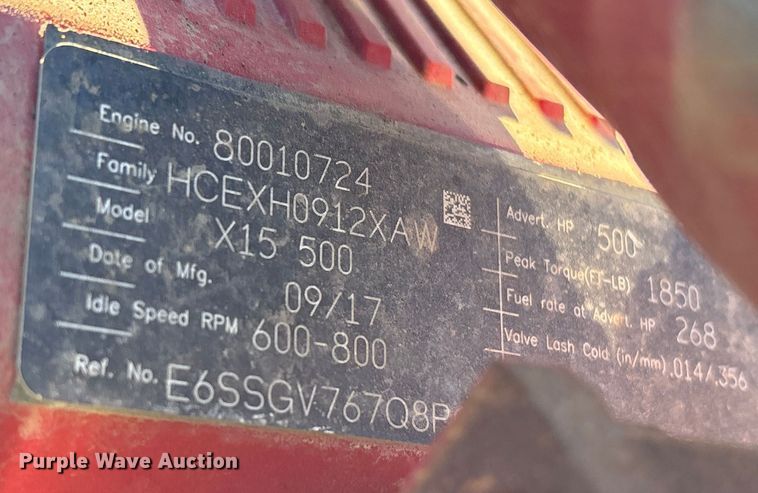 Engine No. 80010724
Family HCEXH0912XAW
Model X15 500
Date of Mfg. 09/17
Idle Speed RPM 600-800
Ref. No. E6SSGV767Q8P
Advert. HP 500
Peak Torque(FT-LB) 1850
Fuel rate at Advert. HP 268
Valve Lash Cold (in/mm) .014/.356
Purple Wave Auction